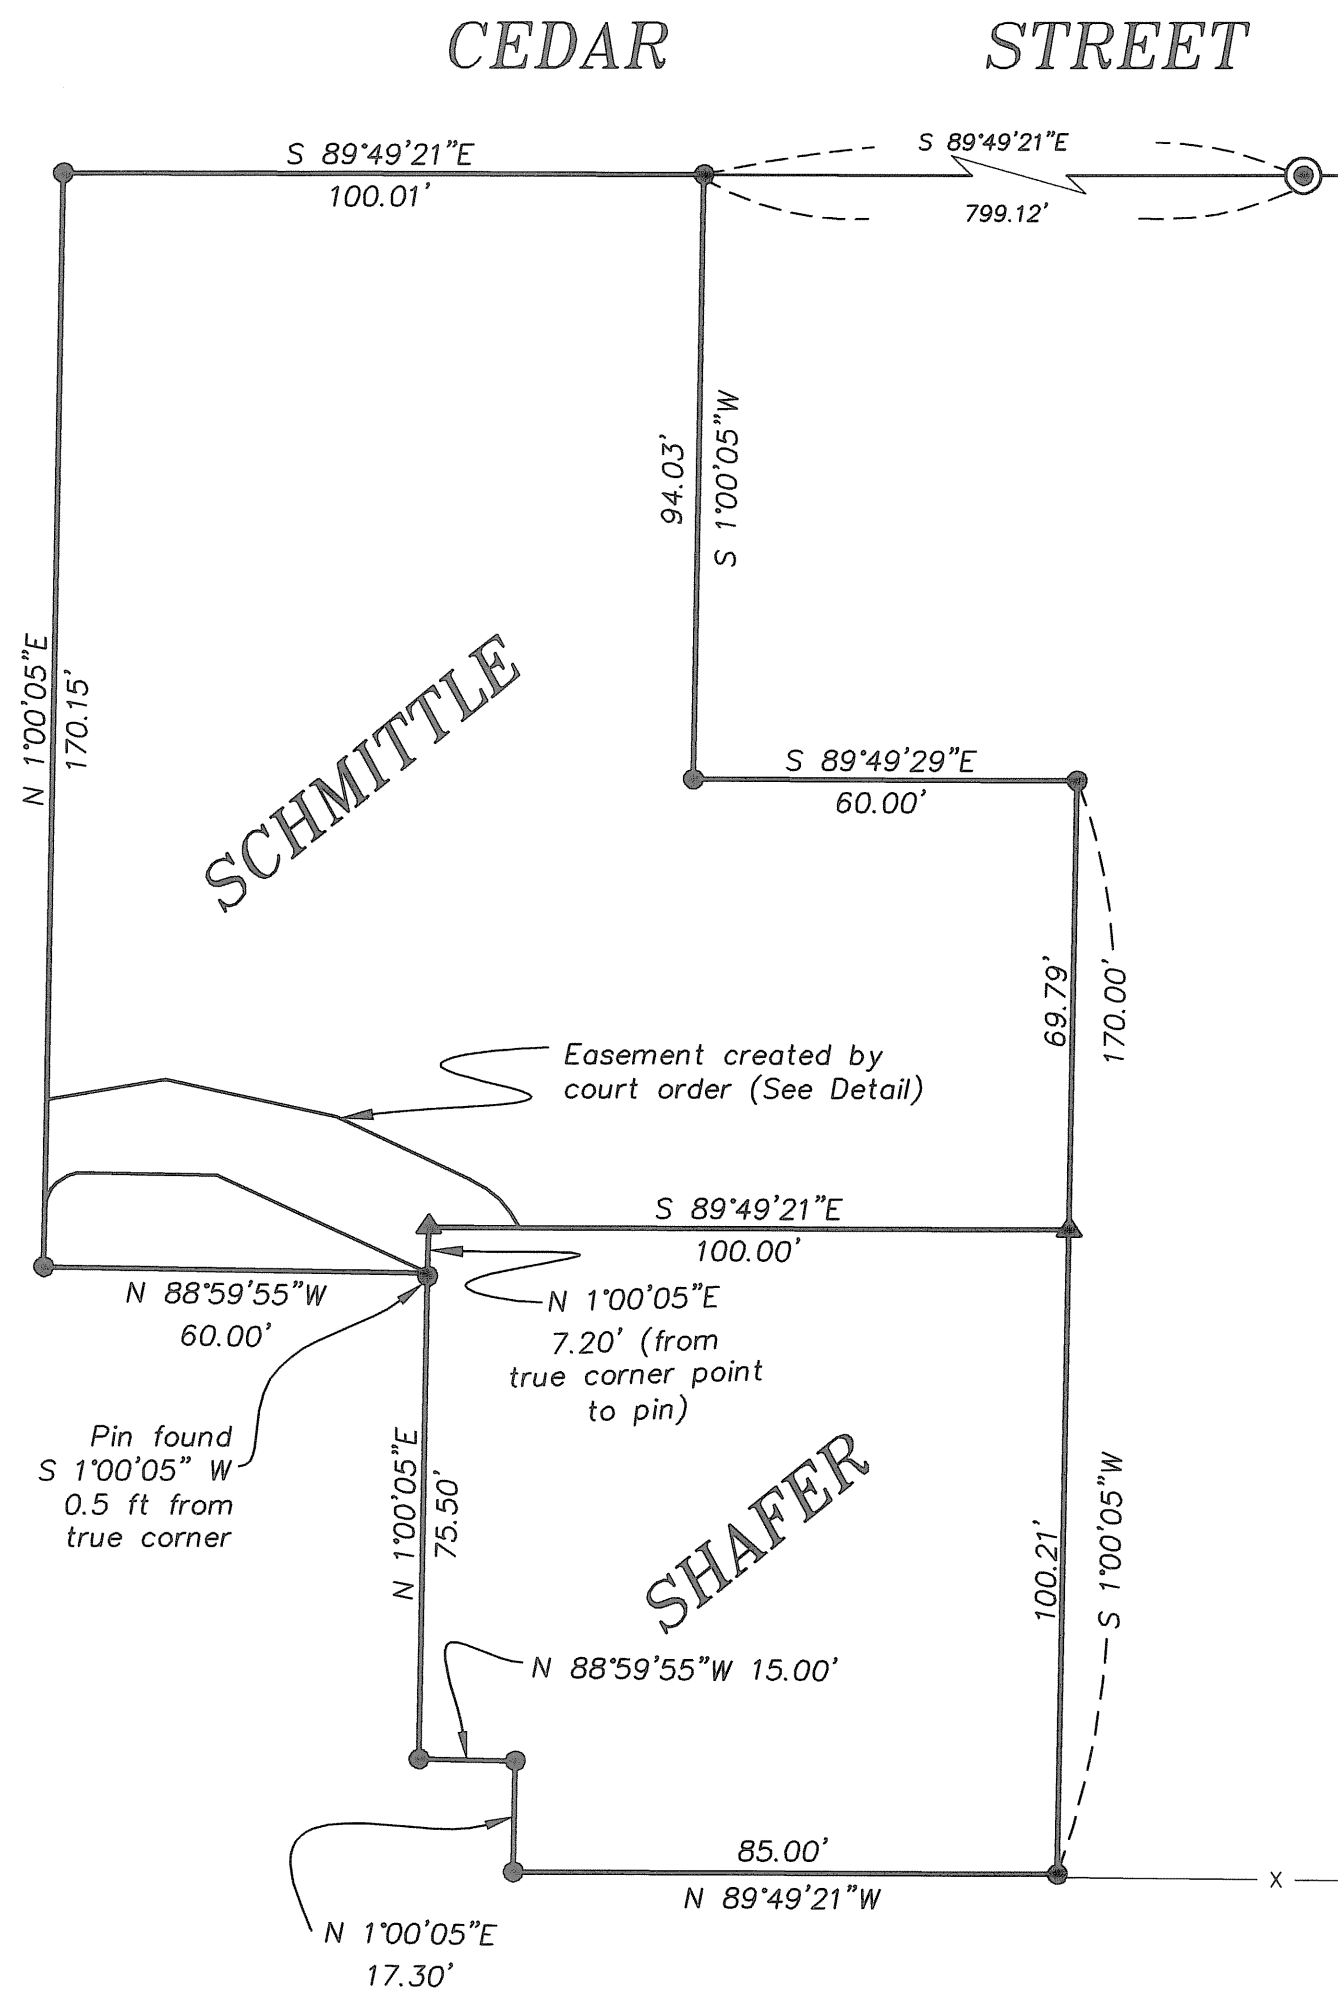 CEDAR STREET
S 89°49'21"E
100.01'
S 89°49'21"E
799.12'
94.03'
S 1°00'05"W
N 1°00'05"E
170.15'
SCHMITTLE
S 89°49'29"E
60.00'
69.79'
170.00'
Easement created by
court order (See Detail)
S 89°49'21"E
100.00'
N 88°59'55"W
60.00'
N 1°00'05"E
7.20' (from
true corner point
to pin)
Pin found
S 1°00'05" W
0.5 ft from
true corner
N 1°00'05"E
75.50'
SHAFER
100.21'
S 1°00'05"W
N 88°59'55"W 15.00'
85.00'
N 89°49'21"W
X
N 1°00'05"E
17.30'